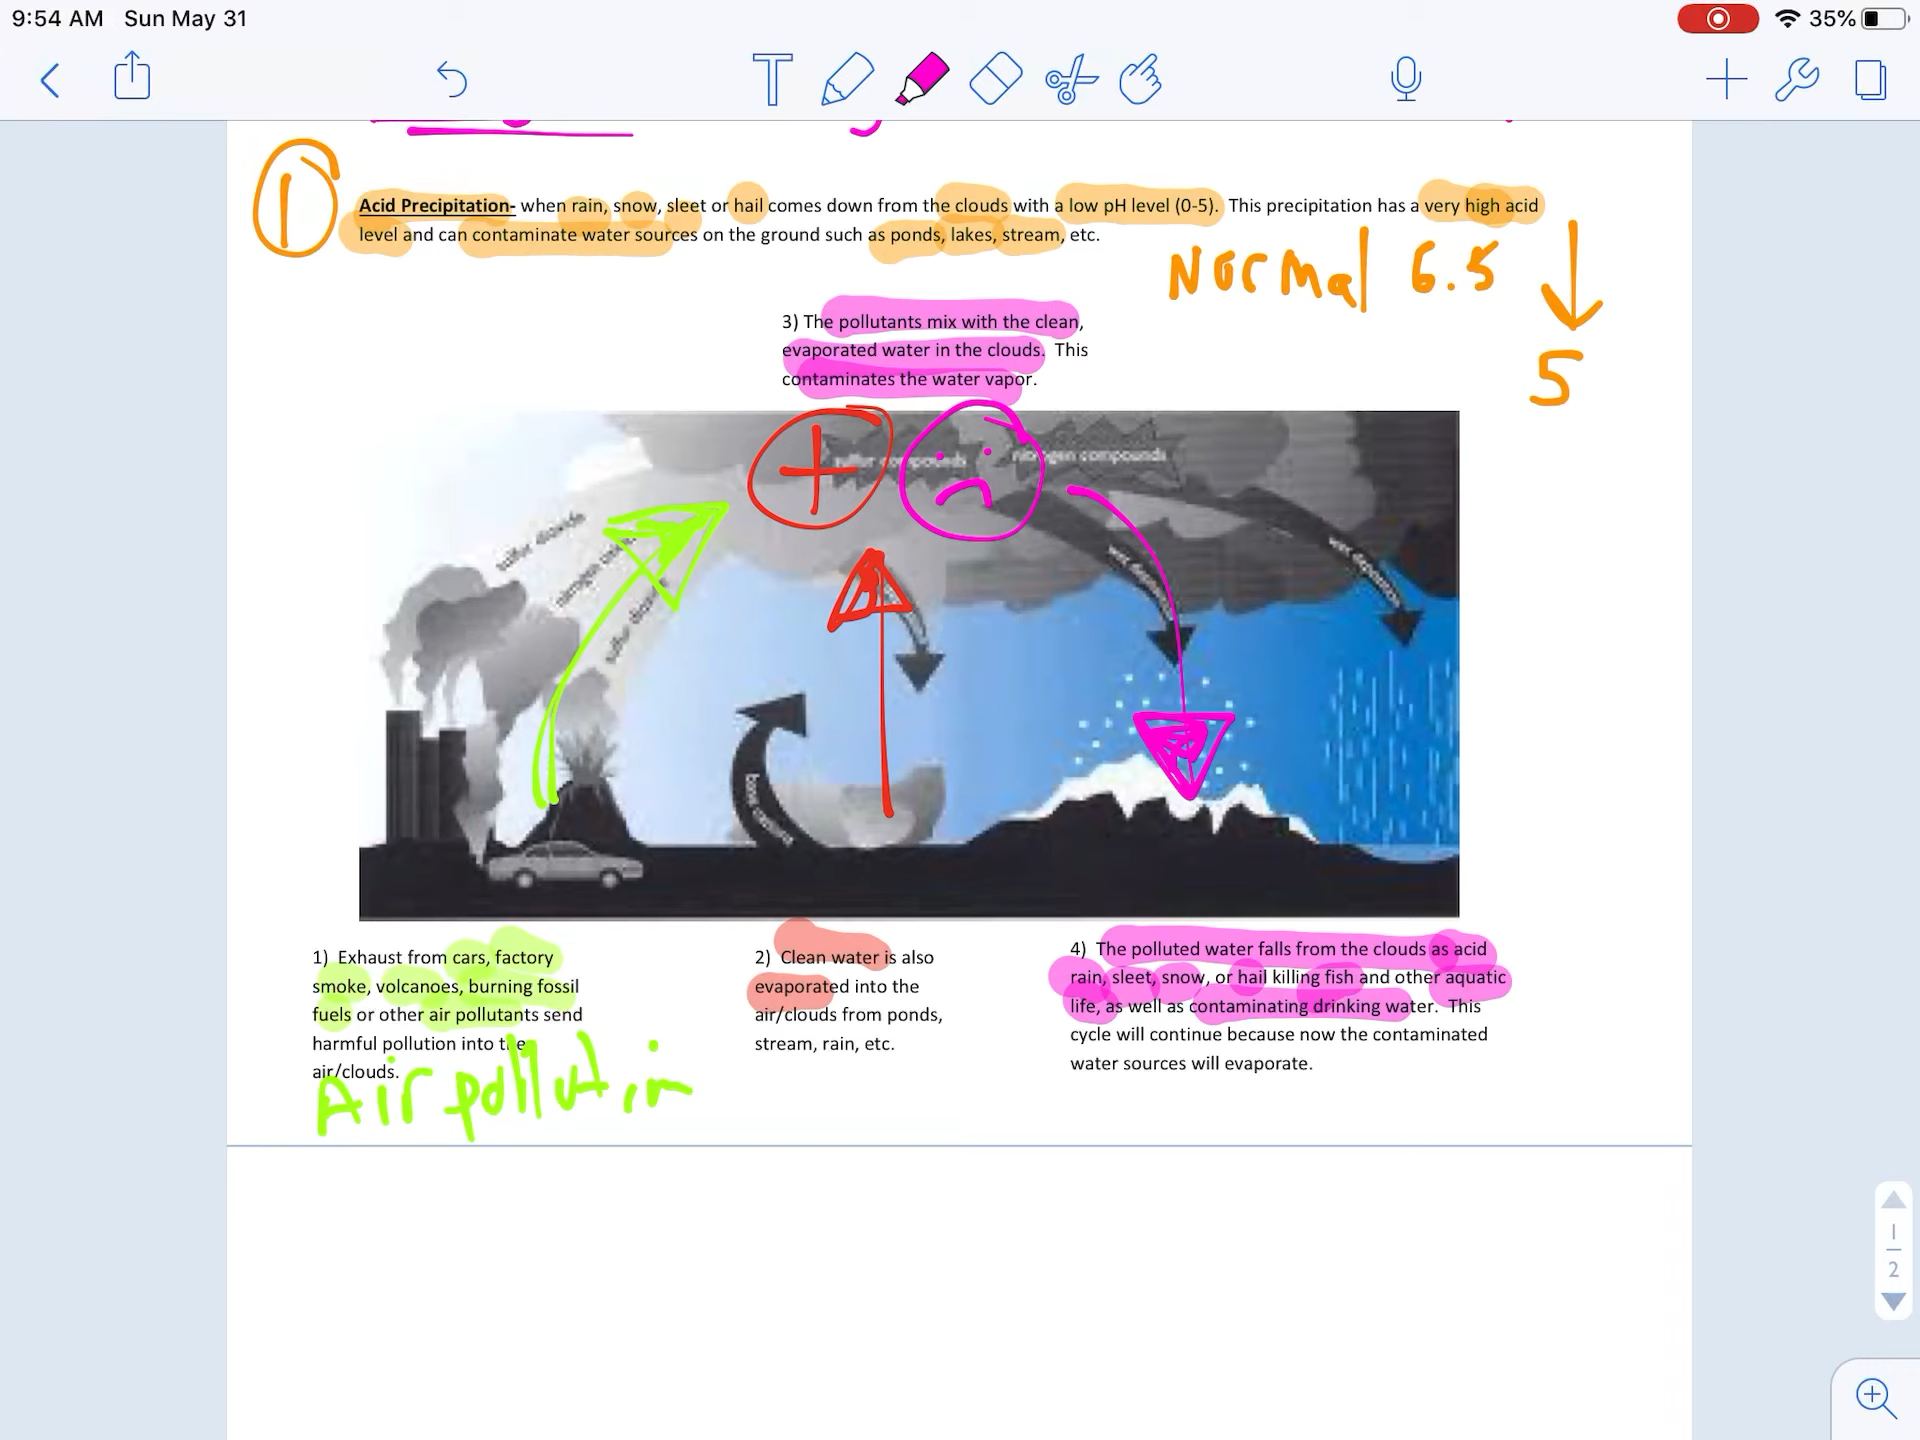 9:54 AM Sun May 31
35%
T
1
Acid Precipitation- when rain, snow, sleet or hail comes down from the clouds with a low pH level (0-5). This precipitation has a very high acid
level and can contaminate water sources on the ground such as ponds, lakes, stream, etc.
Normal 6.5
5
3) The pollutants mix with the clean,
evaporated water in the clouds. This
contaminates the water vapor.
sulfur compounds
nitrogen compounds
sulfur dioxide
nitrogen
sulfur
wet deposition
wet deposition
1) Exhaust from cars, factory
smoke, volcanoes, burning fossil
fuels or other air pollutants send
harmful pollution into the
air/clouds.
Air pollution
2) Clean water is also
evaporated into the
air/clouds from ponds,
stream, rain, etc.
4) The polluted water falls from the clouds as acid
rain, sleet, snow, or hail killing fish and other aquatic
life, as well as contaminating drinking water. This
cycle will continue because now the contaminated
water sources will evaporate.
1
2